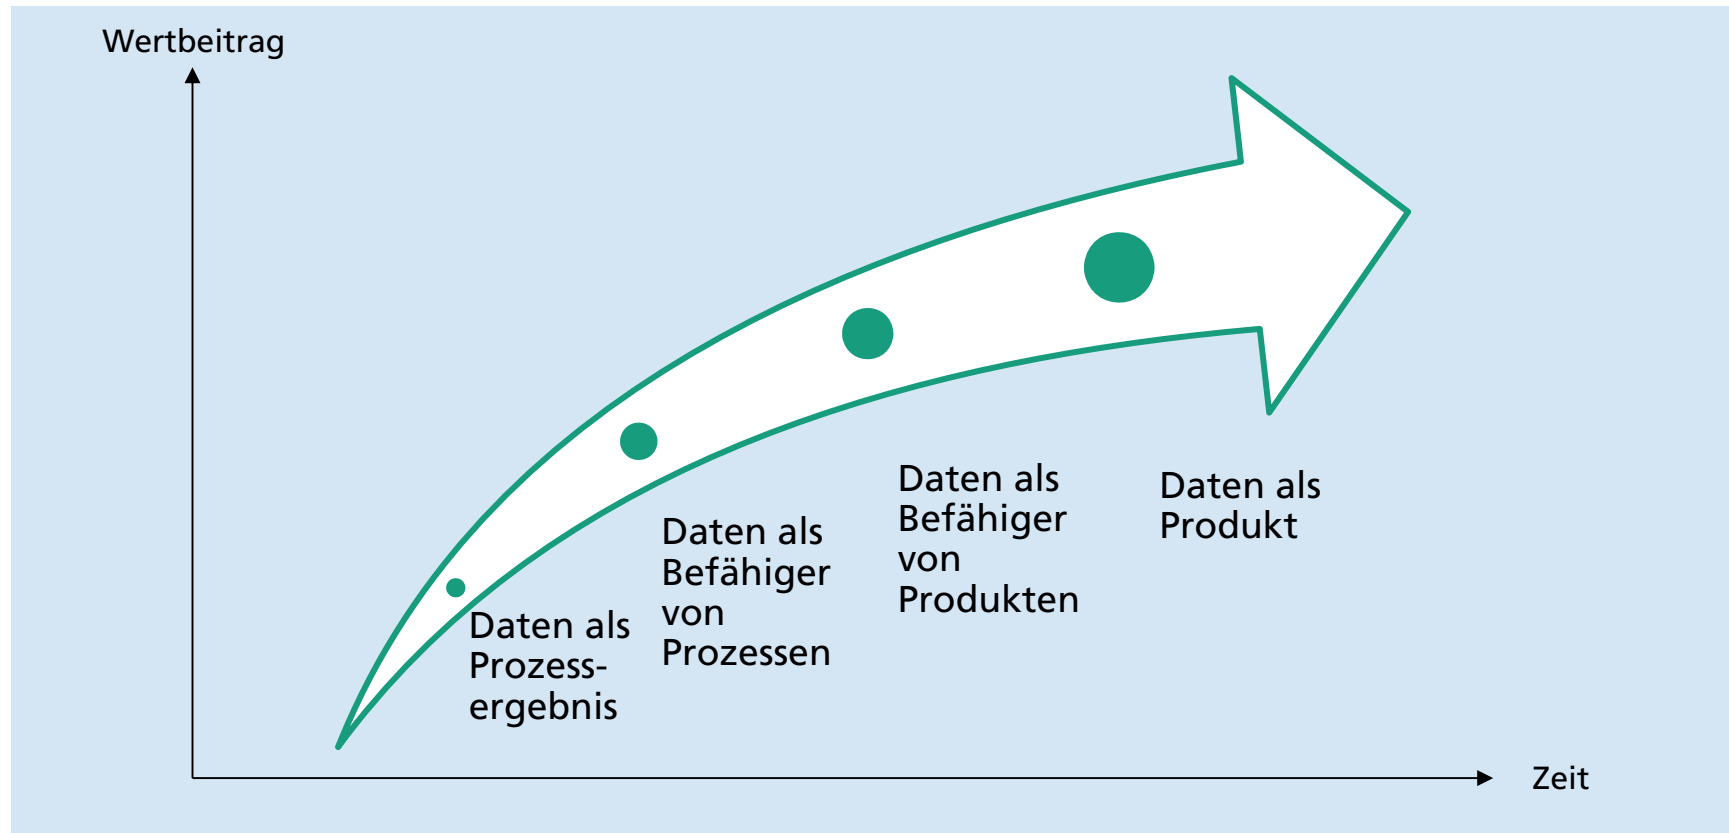 Wertbeitrag
Daten als
Prozess-
ergebnis
Daten als
Befähiger
von
Prozessen
Daten als
Befähiger
von
Produkten
Daten als
Produkt
Zeit